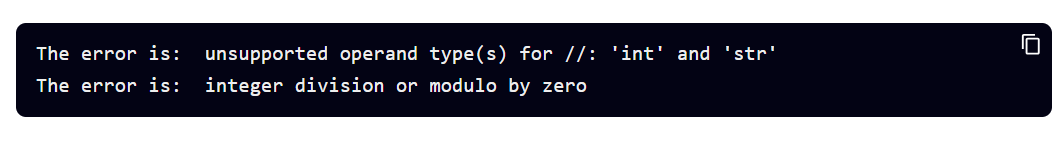 The error is:  unsupported operand type(s) for //: 'int' and 'str'
The error is:  integer division or modulo by zero